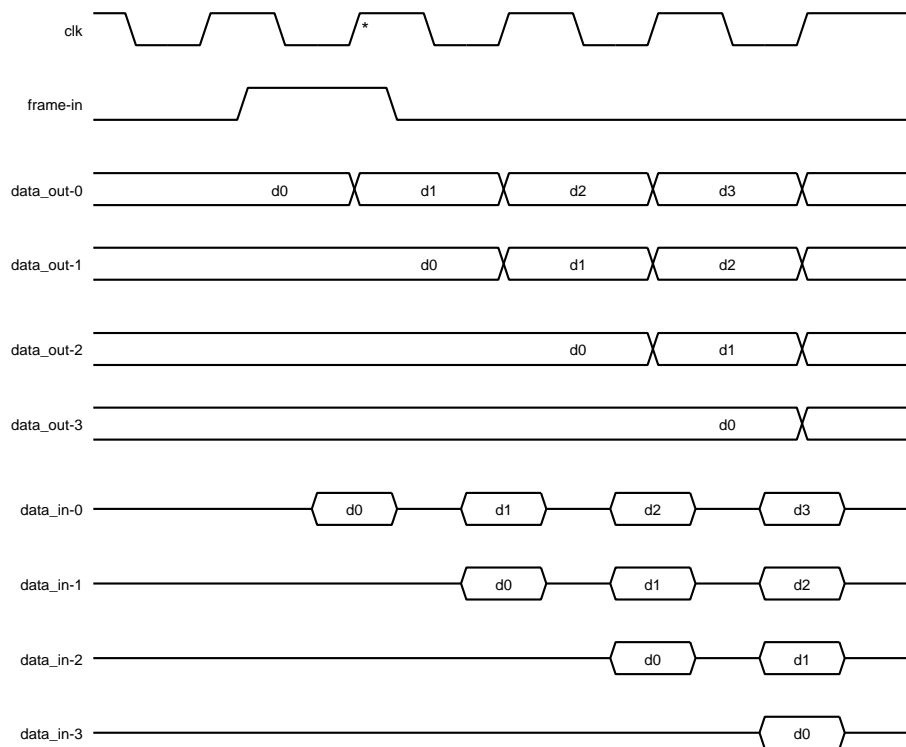 clk *
frame-in
data_out-0 d0 d1 d2 d3
data_out-1 d0 d1 d2
data_out-2 d0 d1
data_out-3 d0
data_in-0 d0 d1 d2 d3
data_in-1 d0 d1 d2
data_in-2 d0 d1
data_in-3 d0